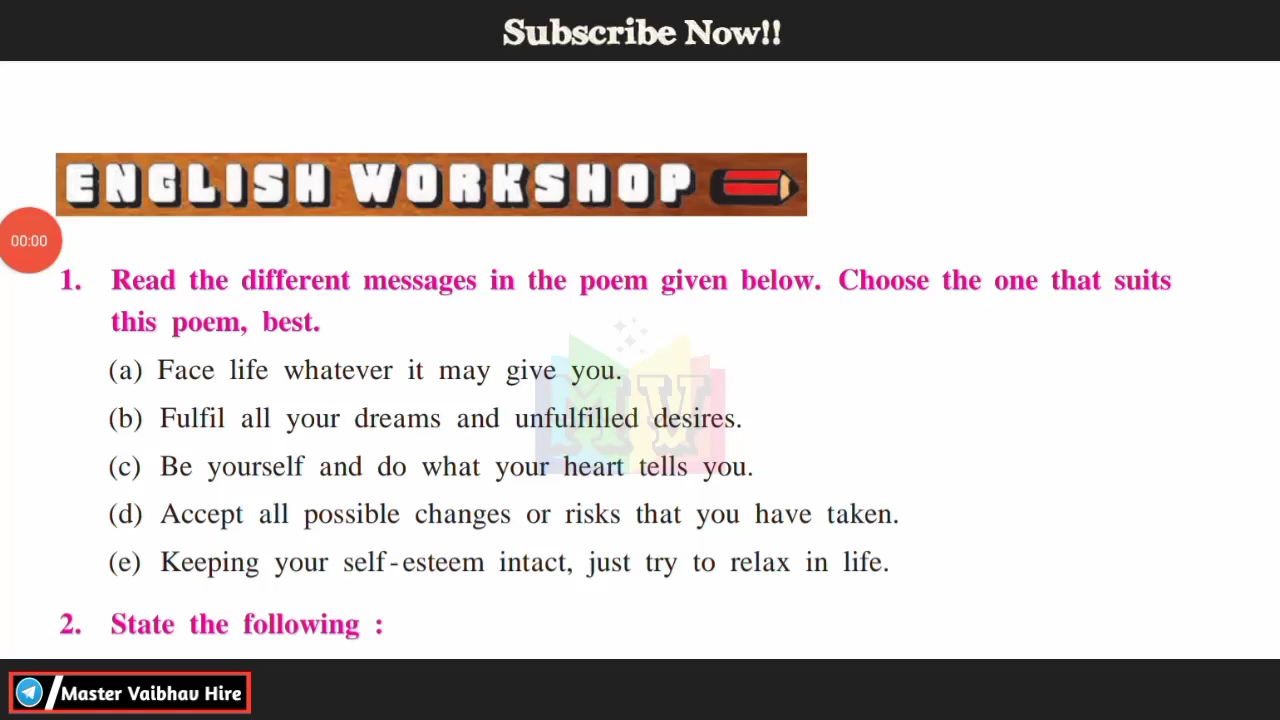 Subscribe Now!!
ENGLISH WORKSHOP
00:00
1. Read the different messages in the poem given below. Choose the one that suits
this poem, best.
(a) Face life whatever it may give you.
(b) Fulfil all your dreams and unfulfilled desires.
MV
(c) Be yourself and do what your heart tells you.
(d) Accept all possible changes or risks that you have taken.
(e) Keeping your self-esteem intact, just try to relax in life.
2. State the following :
/Master Vaibhav Hire